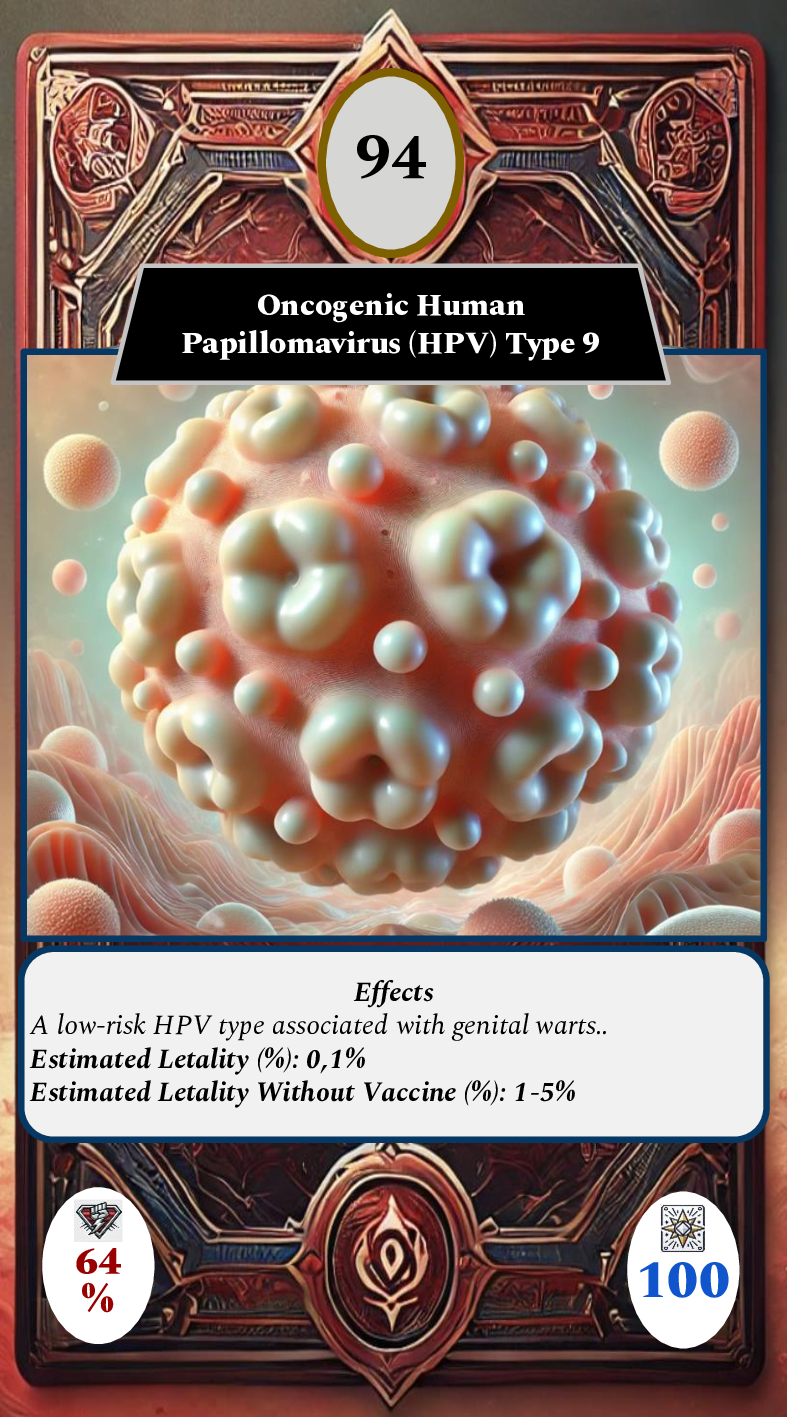 94
Oncogenic Human
Papillomavirus (HPV) Type 9
Effects
A low-risk HPV type associated with genital warts..
Estimated Letality (%): 0,1%
Estimated Letality Without Vaccine (%): 1-5%
64
%
100